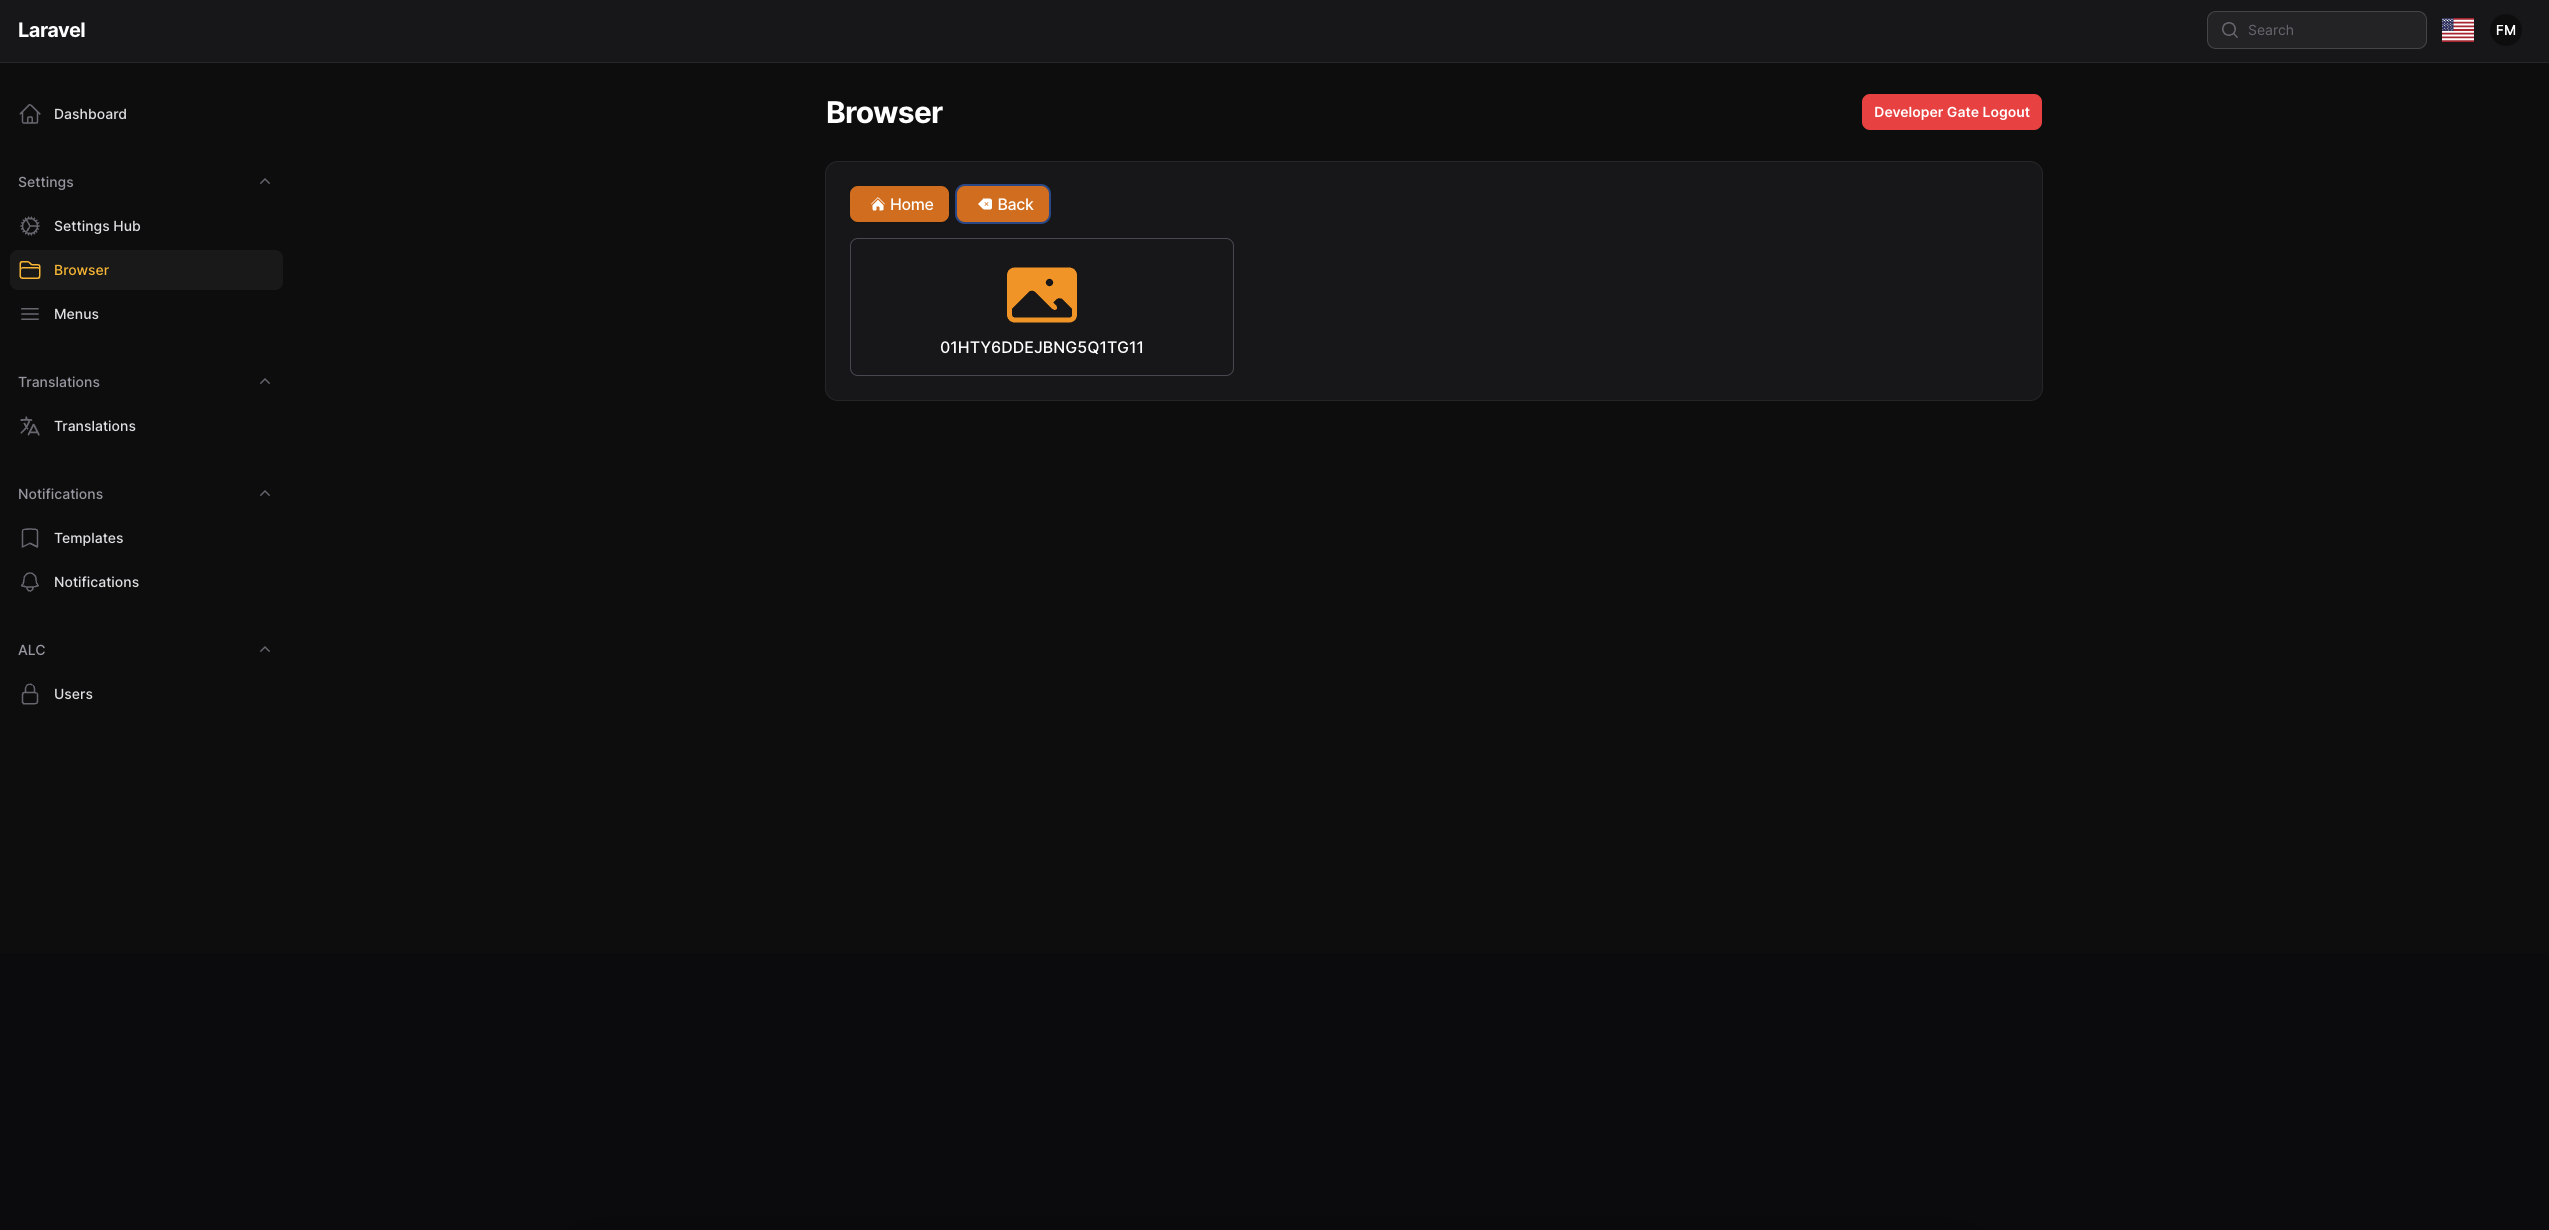 Laravel
Search
FM
Dashboard
Settings
Settings Hub
Browser
Menus
Translations
Translations
Notifications
Templates
Notifications
ALC
Users
Browser
Developer Gate Logout
Home
Back
01HTY6DDEJBNG5Q1TG11